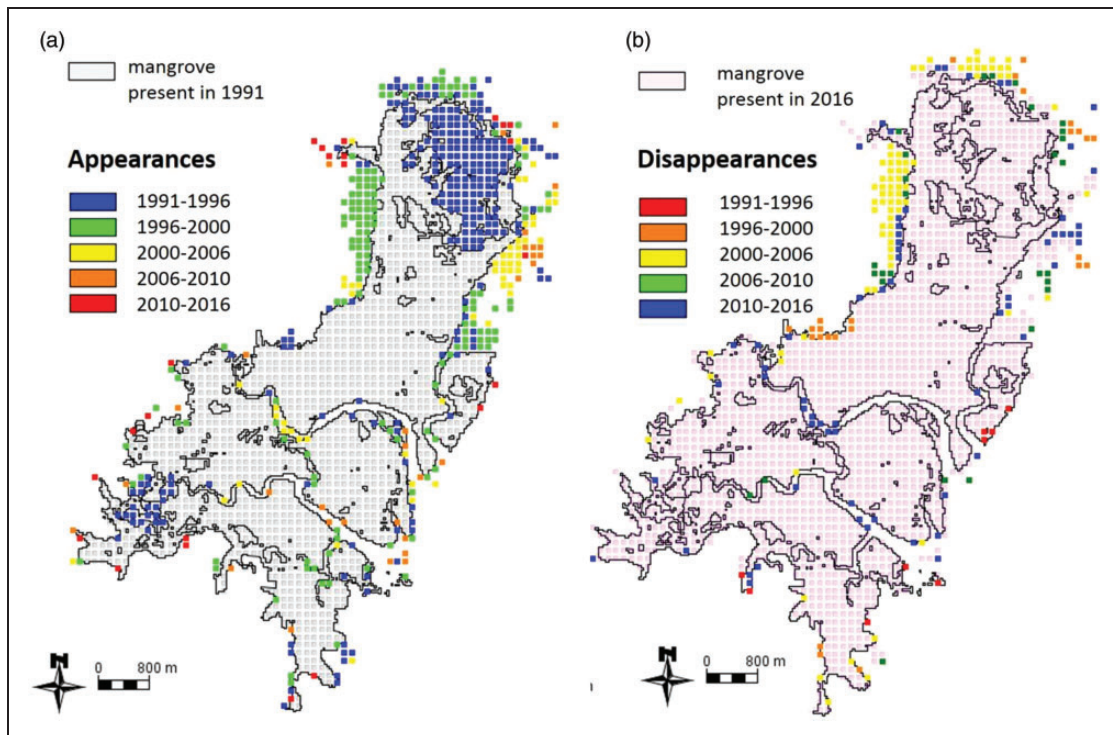 (a)
mangrove
present in 1991
Appearances
1991-1996
1996-2000
2000-2006
2006-2010
2010-2016
N
0 800 m
(b)
mangrove
present in 2016
Disappearances
1991-1996
1996-2000
2000-2006
2006-2010
2010-2016
N
0 800 m